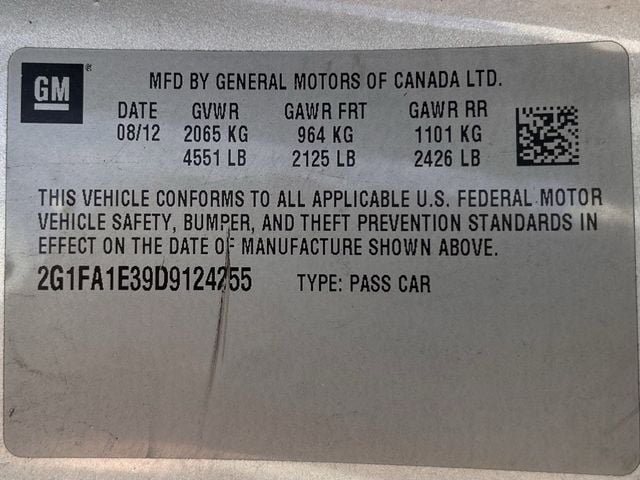 GM®
MFD BY GENERAL MOTORS OF CANADA LTD.
DATE GVWR GAWR FRT GAWR RR
08/12 2065 KG 964 KG 1101 KG
4551 LB 2125 LB 2426 LB
THIS VEHICLE CONFORMS TO ALL APPLICABLE U.S. FEDERAL MOTOR
VEHICLE SAFETY, BUMPER, AND THEFT PREVENTION STANDARDS IN
EFFECT ON THE DATE OF MANUFACTURE SHOWN ABOVE.
2G1FA1E39D9124255 TYPE: PASS CAR